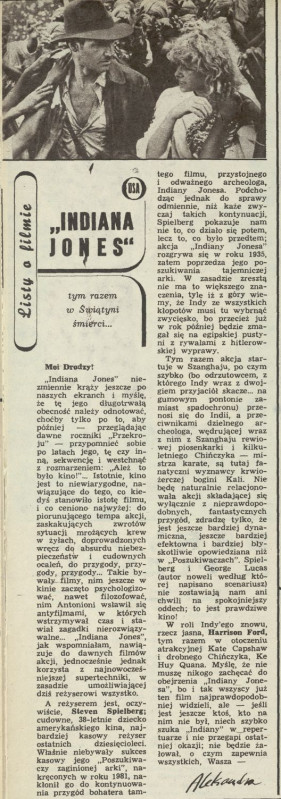 Listy o filmie
USA
„INDIANA
JONES"
tym razem
w Świątyni
śmierci...
Moi Drodzy!
„Indiana Jones" nie-
zmiennie krąży jeszcze po
naszych ekranach i myślę,
że tę jego długotrwałą
obecność należy odnotować,
choćby tylko po to, aby
później — przeglądając
dawne roczniki „Przekro-
ju" — przypomnieć sobie
po latach jego, tę czy in-
ną, sekwencję i westchnąć
z rozmarzeniem: „Ależ to
było kino!"... Istotnie, kino
jest to niewiarygodne, na-
wiązujące do tego, co kie-
dyś stanowiło istotę filmu,
i co ceniono najwyżej: do
piorunującego tempa akcji,
zaskakujących zwrotów
sytuacji mrożących krew
w żyłach, doprowadzonych
wręcz do absurdu niebez-
pieczeństw i cudownych
ocaleń, do przygody, przy-
gody, przygody... Takie by-
wały filmy, nim jeszcze w
kinie zaczęto psychologizo-
wać, nawet filozofować,
nim Antonioni wsławił się
antyfilmami, w których
wstrzymywał czas i sta-
wiał zagadki nierozwiązy-
walne... „Indiana Jones",
jak wspomniałam, nawią-
zuje do dawnych filmów
akcji, jednocześnie jednak
korzysta z najnowocześ-
niejszej supertechniki, w
zasadzie umożliwiającej
dziś reżyserowi wszystko.
A reżyserem jest, oczy-
wiście, Steven Spielberg;
cudowne, 38-letnie dziecko
amerykańskiego kina, naj-
bardziej kasowy reżyser
ostatnich dziesięcioleci.
Właśnie niebywały sukces
kasowy jego „Poszukiwa-
czy zaginionej arki", na-
kręconych w roku 1981, na-
kłonił go do kontynuowa-
nia przygód bohatera tam-
tego filmu, przystojnego
i odważnego archeologa,
Indiany Jonesa. Podcho-
dząc jednak do sprawy
odmiennie, niż każe zwy-
czaj takich kontynuacji,
Spielberg pokazuje nam
nie to, co działo się potem,
lecz to, co było przedtem;
akcja „Indiany Jonesa"
rozgrywa się w roku 1935,
zatem poprzedza jego po-
szukiwania tajemniczej
arki. W zasadzie zresztą
nie ma to większego zna-
czenia, tyle iż z góry wie-
my, że Indy ze wszystkich
kłopotów musi tu wybrnąć
zwycięsko, bo przecież już
w rok później będzie zma-
gał się na egipskiej pusty-
ni z rywalami z hitlerow-
skiej wyprawy.
Tym razem akcja star-
tuje w Szanghaju, po czym
szybko (bo odrzutowcem, z
którego Indy wraz z dwoj-
giem przyjaciół skacze... na
gumowym pontonie za-
miast spadochronu) prze-
nosi się do Indii, a prze-
ciwnikami dzielnego ar-
cheologa, wędrującej wraz
z nim z Szanghaju rewio-
wej piosenkarki i kilku-
letniego Chińczyka — mi-
strza karate, są tutaj fa-
natyczni wyznawcy krwio-
żerczej bogini Kali. Nie
będę naturalnie relacjono-
wała akcji składającej się
wyłącznie z nieprawdopo-
dobnych, fantastycznych
przygód, zdradzę tylko, że
jest jeszcze bardziej dyna-
miczna, jeszcze bardziej
efektowna i bardziej bły-
skotliwie opowiedziana niż
w „Poszukiwaczach". Spiel-
berg i George Lucas
(autor noweli według któ-
rej napisano scenariusz)
nie zostawiają nam ani
chwili na spokojniejszy
oddech; to jest prawdziwe
kino!
W roli Indy'ego znowu,
rzecz jasna, Harrison Ford,
tym razem w otoczeniu
atrakcyjnej Kate Capshaw
i drobnego Chińczyka, Ke
Huy Quana. Myślę, że nie
muszę nikogo zachęcać do
obejrzenia „Indiany Jone-
sa", bo i tak wszyscy już
ten film najprawdopodob-
niej widzieli, ale — jeśli
jest jeszcze ktoś, kto na
nim nie był, niech szybko
szuka „Indiany" w „reper-
tuarze i nie przegapi ostat-
niej okazji; nie będzie ża-
łował, o czym zapewnia
wszystkich, Wasza —
Aleksandra